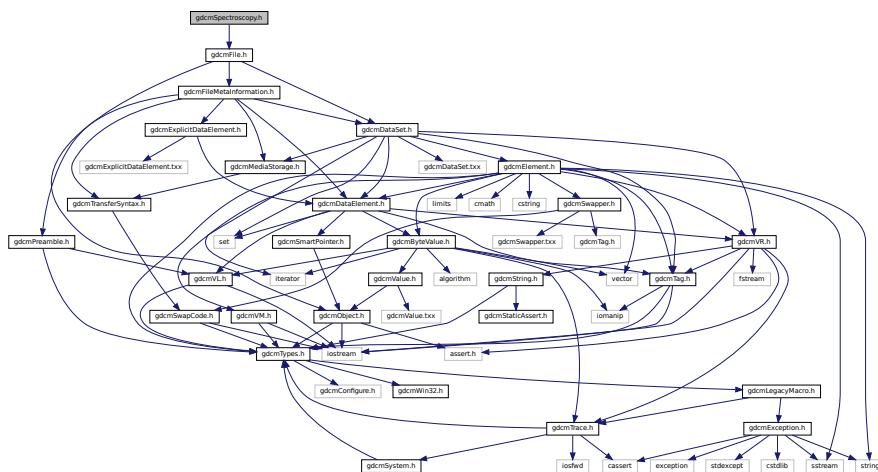 gdcmSpectroscopy.h
gdcmFile.h
gdcmFileMetaInformation.h
gdcmExplicitDataElement.h
gdcmDataSet.h
gdcmExplicitDataElement.txx
gdcmMediaStorage.h
gdcmDataSet.txx
gdcmElement.h
gdcmTransferSyntax.h
gdcmDataElement.h
limits
cmath
cstring
gdcmSwapper.h
gdcmPreamble.h
set
gdcmSmartPointer.h
gdcmByteValue.h
gdcmSwapper.txx
gdcmTag.h
gdcmVR.h
gdcmVL.h
iterator
gdcmValue.h
algorithm
gdcmString.h
vector
gdcmTag.h
fstream
gdcmSwapCode.h
gdcmVM.h
gdcmObject.h
gdcmValue.txx
gdcmStaticAssert.h
iomanip
gdcmTypes.h
iostream
assert.h
gdcmConfigure.h
gdcmWin32.h
gdcmLegacyMacro.h
gdcmTrace.h
gdcmException.h
gdcmSystem.h
iosfwd
cassert
exception
stdexcept
cstdlib
sstream
string